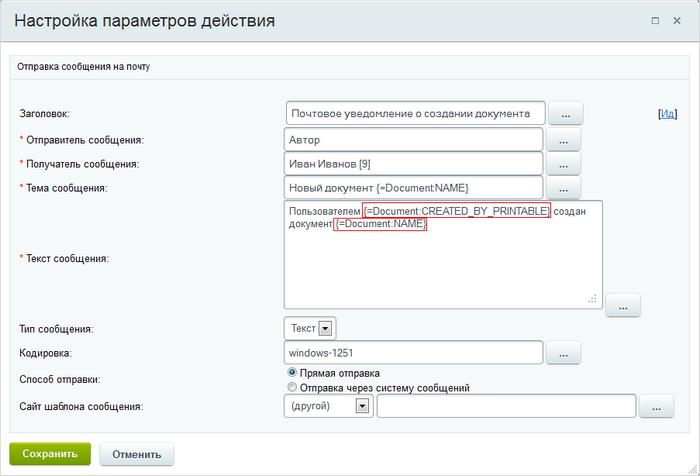 Настройка параметров действия
Отправка сообщения на почту
Заголовок: Почтовое уведомление о создании документа ... [Ид]
* Отправитель сообщения: Автор ...
* Получатель сообщения: Иван Иванов [9] ...
* Тема сообщения: Новый документ {=Document:NAME} ...
Пользователем {=Document:CREATED_BY_PRINTABLE} создан
документ {=Document:NAME}
* Текст сообщения:
...
Тип сообщения: Текст
Кодировка: windows-1251 ...
Способ отправки: Прямая отправка
Отправка через систему сообщений
Сайт шаблона сообщения: (другой) ...
Сохранить Отменить